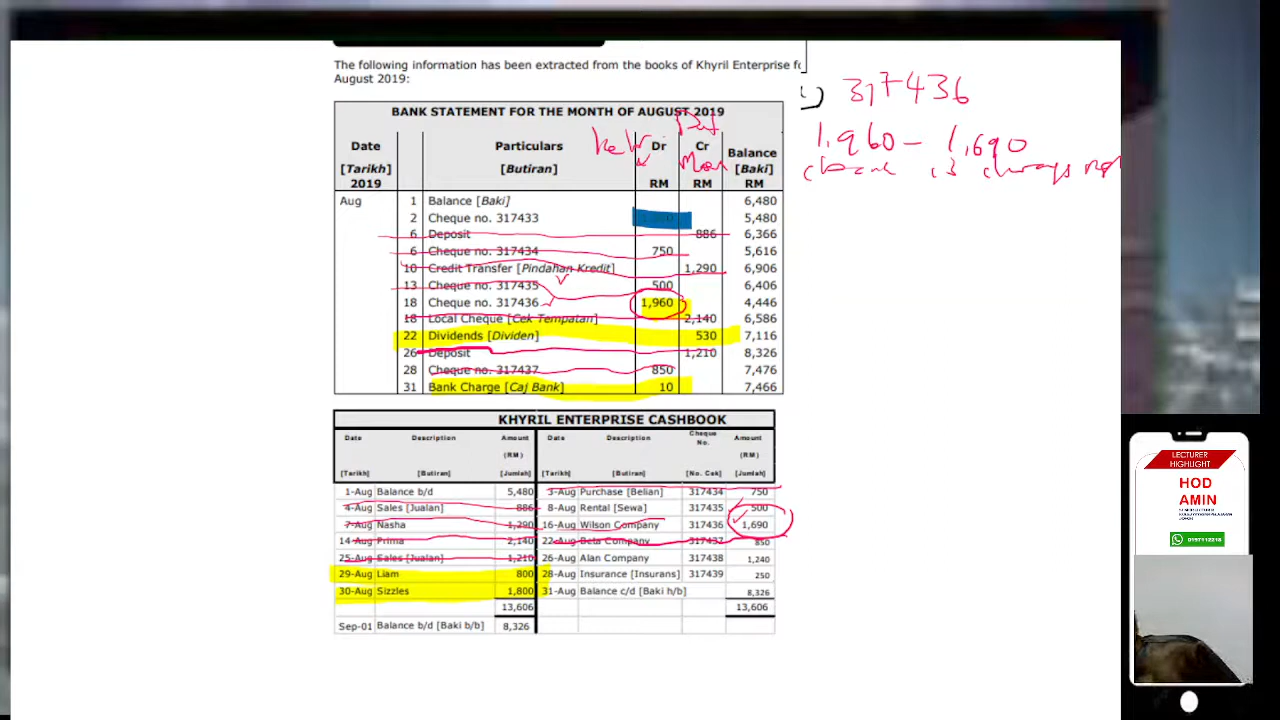 The following information has been extracted from the books of Khyril Enterprise fo
August 2019:
317436
1,960 - 1,690
is always
BANK STATEMENT FOR THE MONTH OF AUGUST 2019
Date [Tarikh] 2019 Particulars [Butiran] Dr RM Cr RM Balance [Baki] RM
Aug 1 Balance [Baki] 6,480
2 Cheque no. 317433 5,480
6 Deposit 886 6,366
6 Cheque no. 317434 750 5,616
10 Credit Transfer [Pindahan Kredit] 1,290 6,906
13 Cheque no. 317435 500 6,406
18 Cheque no. 317436 1,960 4,446
18 Local Cheque [Cek Tempatan] 2,140 6,586
22 Dividends [Dividen] 530 7,116
26 Deposit 1,210 8,326
28 Cheque no. 317437 850 7,476
31 Bank Charge [Caj Bank] 10 7,466
KHYRIL ENTERPRISE CASHBOOK
Date [Tarikh] Description [Butiran] Amount (RM) [Jumlah] Date [Tarikh] Description [Butiran] Cheque No. [No. Cek] Amount (RM) [Jumlah]
1-Aug Balance b/d 5,480 3-Aug Purchase [Belian] 317434 750
4-Aug Sales [Jualan] 886 8-Aug Rental [Sewa] 317435 500
7-Aug Nasha 1,290 16-Aug Wilson Company 317436 1,690
14-Aug Prima 2,140 22-Aug Beta Company 317437 850
25-Aug Sales [Jualan] 1,210 26-Aug Alan Company 317438 1,240
29-Aug Liam 800 28-Aug Insurance [Insurans] 317439 250
30-Aug Sizzles 1,800 31-Aug Balance c/d [Baki h/b] 8,326
13,606 13,606
Sep-01 Balance b/d [Baki b/b] 8,326
LECTURER
HIGHLIGHT
HOD
AMIN